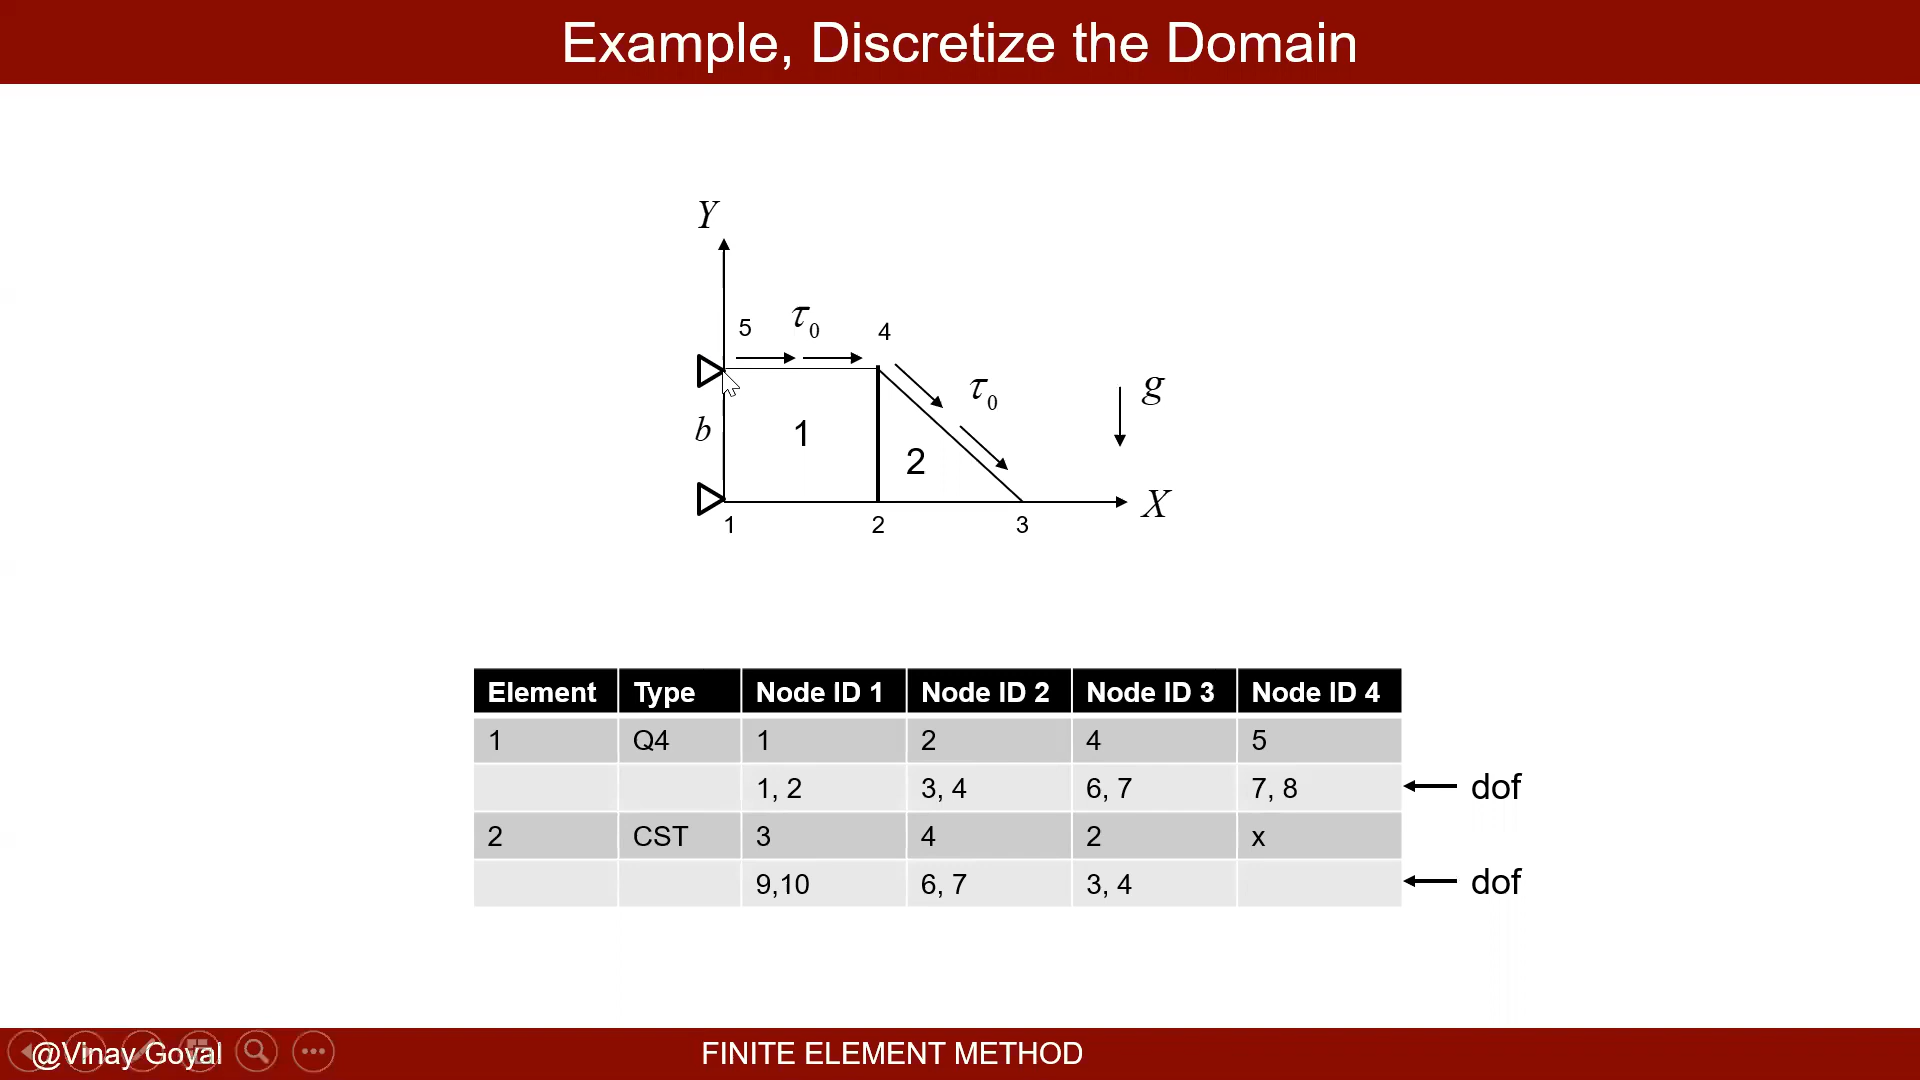 Example, Discretize the Domain
Y
5 τ0 4
τ0
g
b
1
2
X
1 2 3
Element Type Node ID 1 Node ID 2 Node ID 3 Node ID 4
1 Q4 1 2 4 5
1, 2 3, 4 6, 7 7, 8 dof
2 CST 3 4 2 x
9,10 6, 7 3, 4 dof
@Vinay Goyal FINITE ELEMENT METHOD